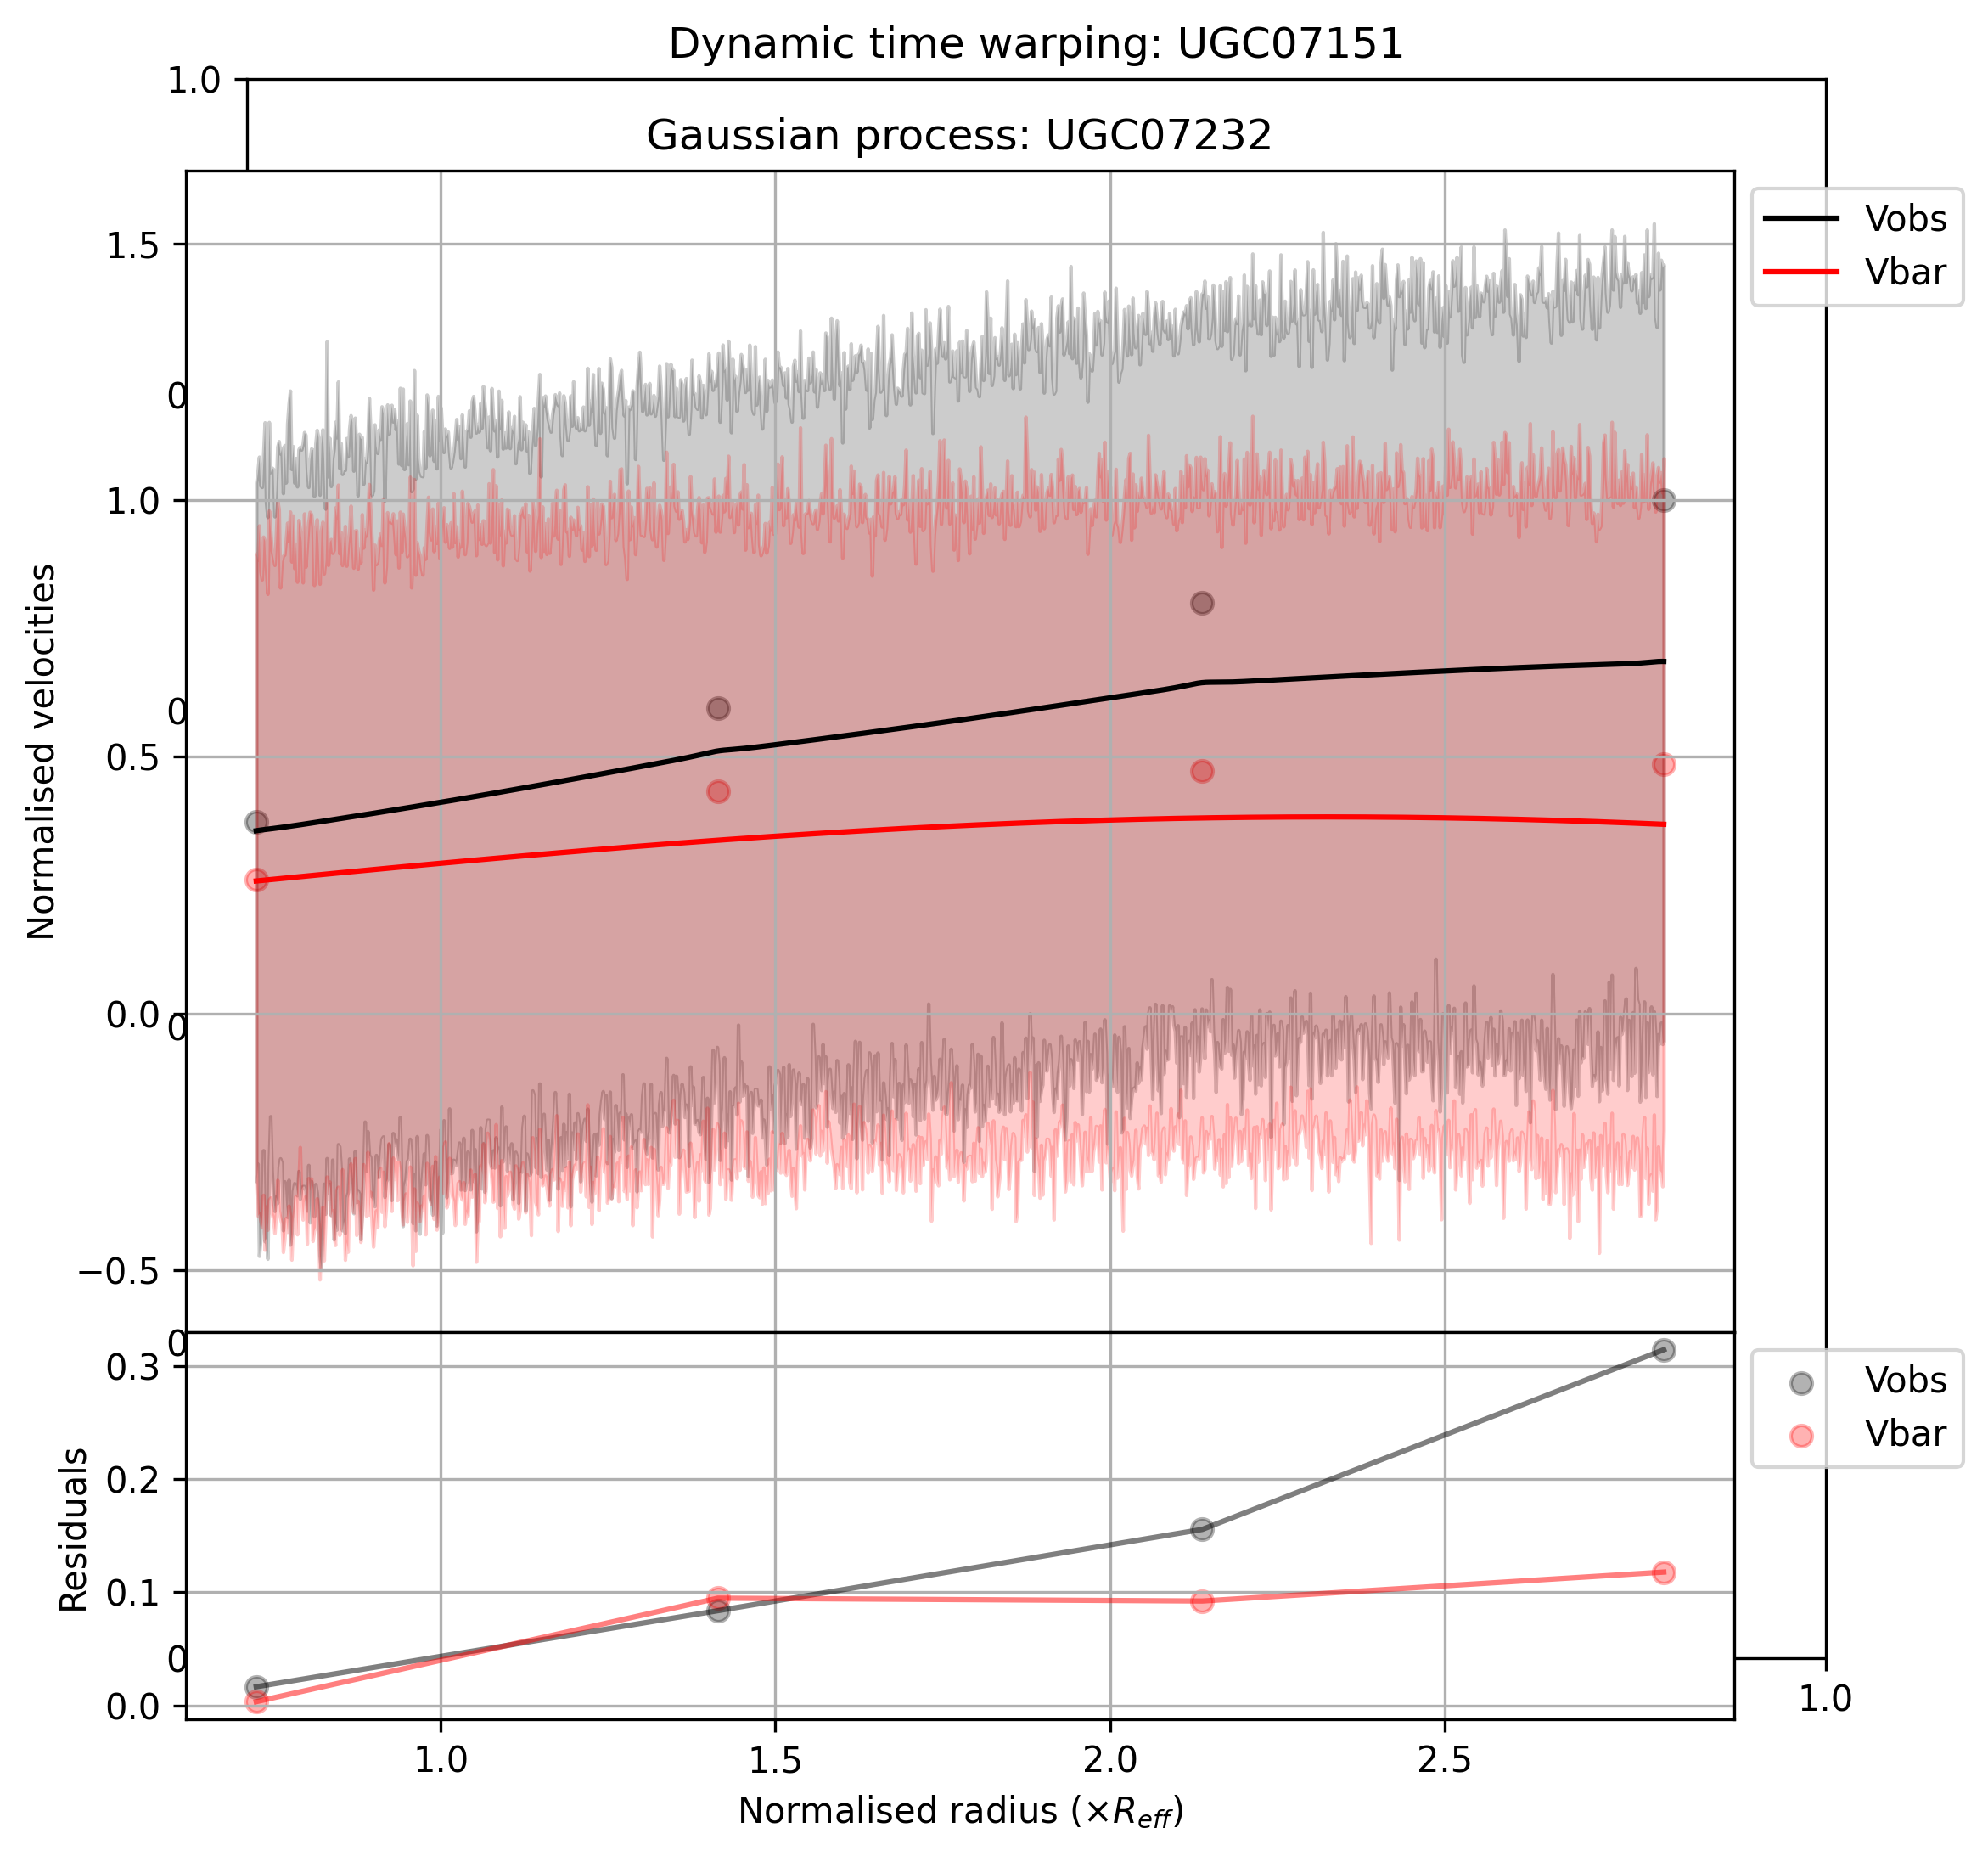 Dynamic time warping: UGC07151
1.0
Gaussian process: UGC07232
1.5
1.0
0.5
0.0
−0.5
0
0
0
0
0
Normalised velocities
Vobs
Vbar
0.3
0.2
0.1
0.0
Residuals
Vobs
Vbar
1.0
1.0
1.5
2.0
2.5
Normalised radius (×R_eff)